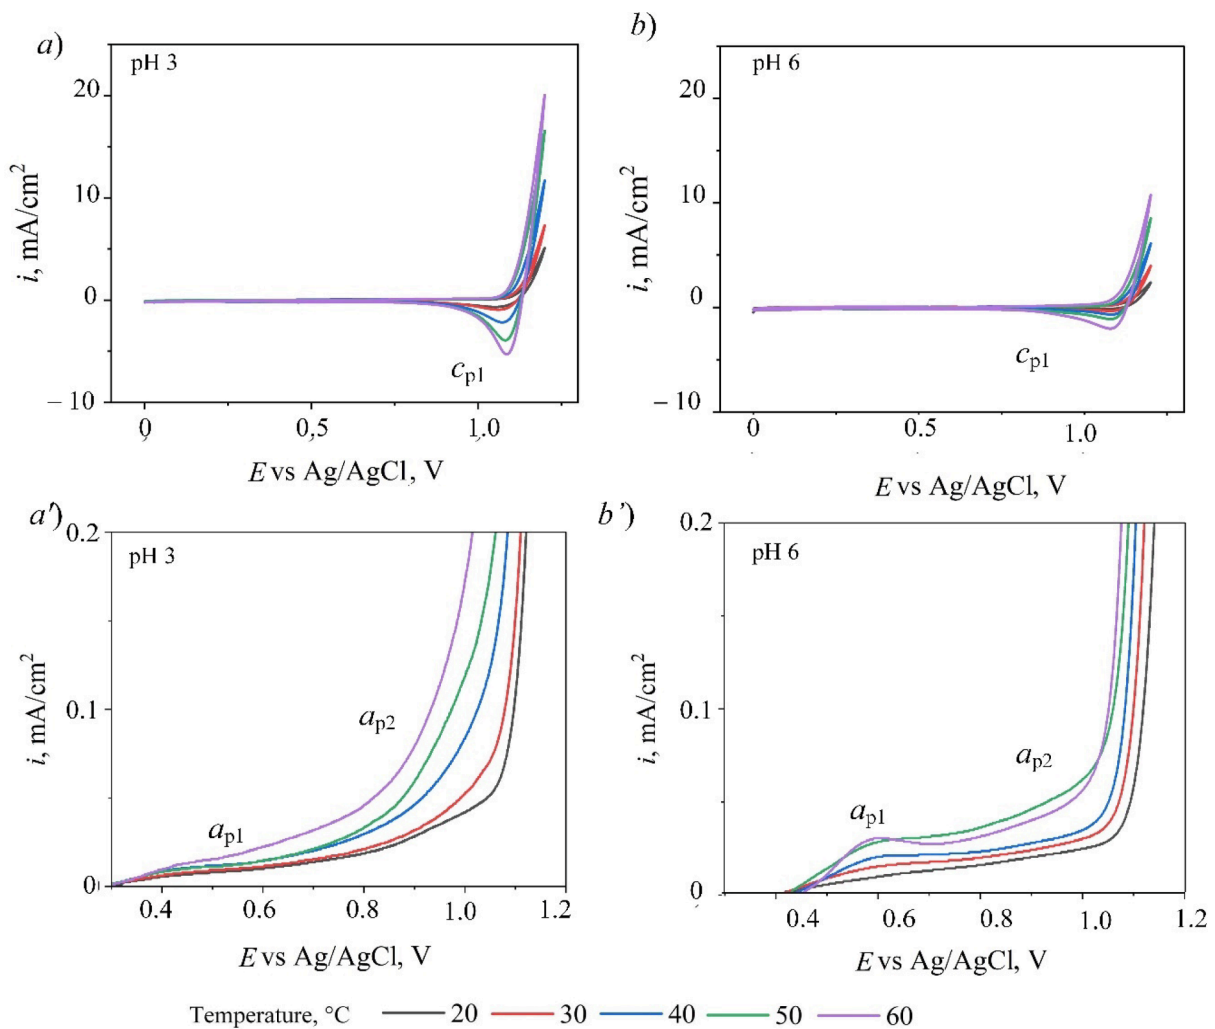 a)
pH 3
20
10
0
– 10
0
0,5
1.0
i, mA/cm²
c_p1
E vs Ag/AgCl, V
b)
pH 6
20
10
0
– 10
0
0.5
1.0
i, mA/cm²
c_p1
E vs Ag/AgCl, V
a')
pH 3
0.2
0.1
0
0.4
0.6
0.8
1.0
1.2
i, mA/cm²
a_p1
a_p2
E vs Ag/AgCl, V
b’)
pH 6
0.2
0.1
0
0.4
0.6
0.8
1.0
1.2
i, mA/cm²
a_p1
a_p2
E vs Ag/AgCl, V
Temperature, °C 20 30 40 50 60